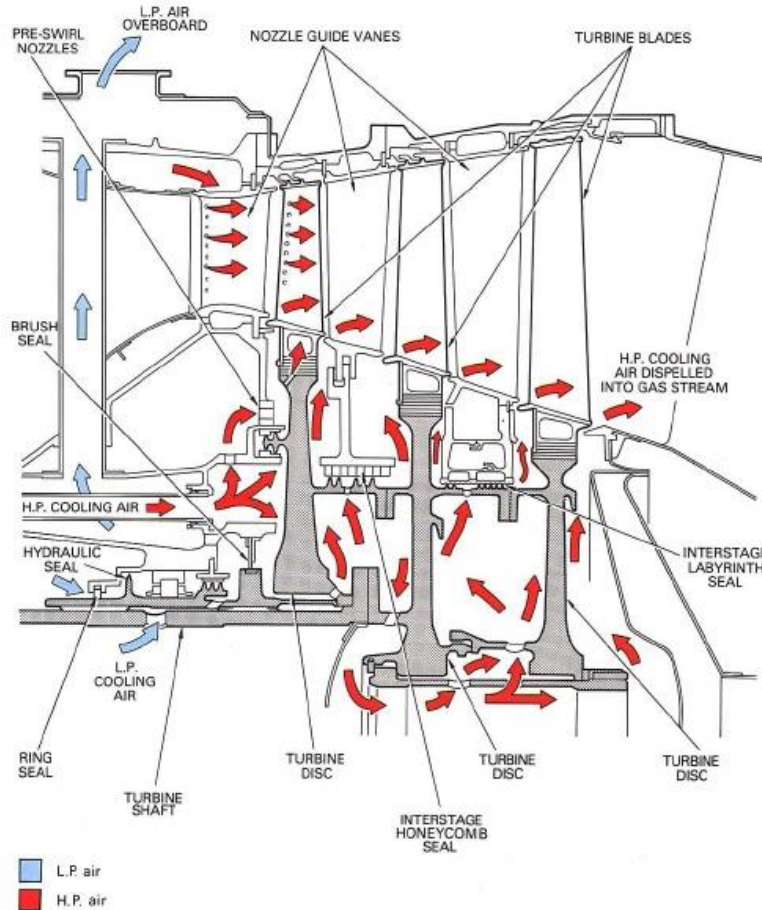 L.P. AIR
OVERBOARD
PRE-SWIRL
NOZZLES
NOZZLE GUIDE VANES
TURBINE BLADES
BRUSH
SEAL
H.P. COOLING
AIR DISPELLED
INTO GAS STREAM
H.P. COOLING AIR
HYDRAULIC
SEAL
INTERSTAGE
LABYRINTH
SEAL
L.P.
COOLING
AIR
RING
SEAL
TURBINE
SHAFT
TURBINE
DISC
TURBINE
DISC
TURBINE
DISC
INTERSTAGE
HONEYCOMB
SEAL
L.P. air
H.P. air